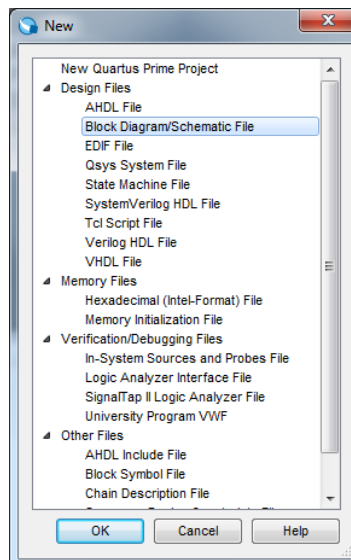 New
New Quartus Prime Project
Design Files
AHDL File
Block Diagram/Schematic File
EDIF File
Qsys System File
State Machine File
SystemVerilog HDL File
Tcl Script File
Verilog HDL File
VHDL File
Memory Files
Hexadecimal (Intel-Format) File
Memory Initialization File
Verification/Debugging Files
In-System Sources and Probes File
Logic Analyzer Interface File
SignalTap II Logic Analyzer File
University Program VWF
Other Files
AHDL Include File
Block Symbol File
Chain Description File
OK Cancel Help